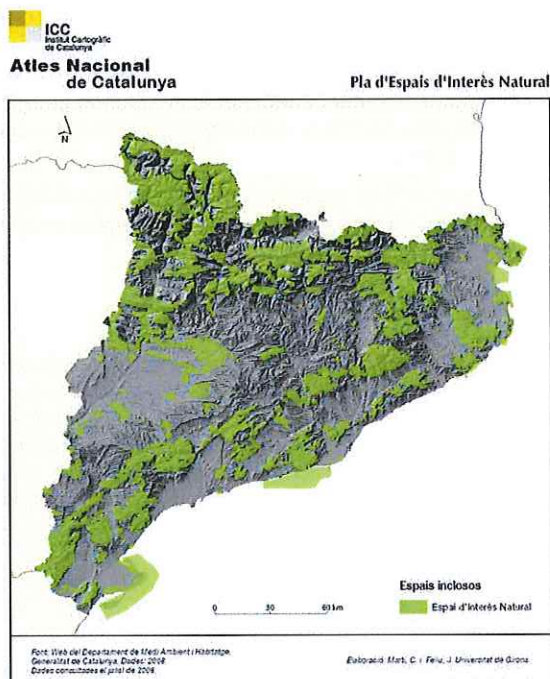 ICC
Institut Cartogràfic
de Catalunya
Atles Nacional
de Catalunya
Pla d'Espais d'Interès Natural
N
0 30 60 km
Espais inclosos
Espai d'Interès Natural
Font: Web del Departament de Medi Ambient i Habitatge.
Generalitat de Catalunya. Dades: 2008
Dades consultades el juliol de 2009.
Elaboració: Martí, C. i Feliu, J. Universitat de Girona